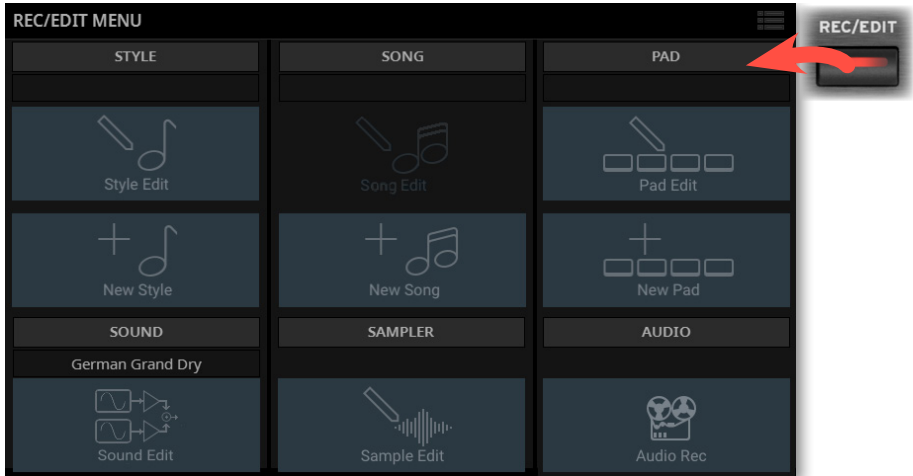 REC/EDIT MENU
REC/EDIT
STYLE
SONG
PAD
Style Edit
Song Edit
Pad Edit
New Style
New Song
New Pad
SOUND
SAMPLER
AUDIO
German Grand Dry
Sound Edit
Sample Edit
Audio Rec